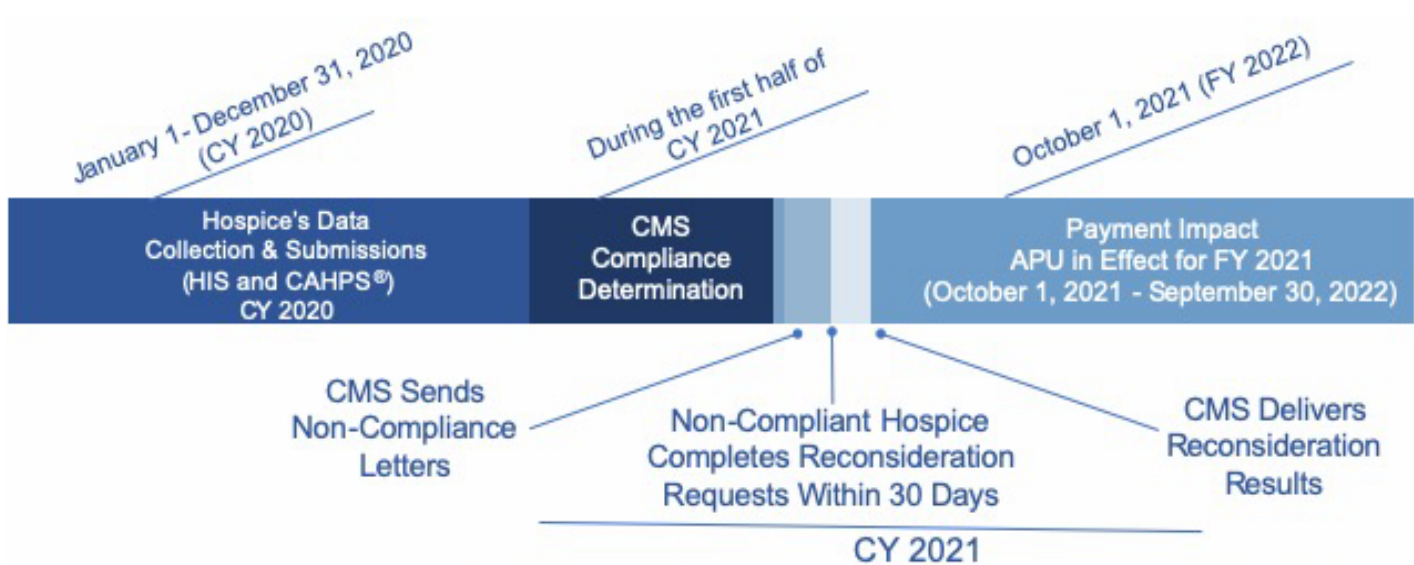 January 1- December 31, 2020
(CY 2020)
During the first half of
CY 2021
October 1, 2021 (FY 2022)
Hospice's Data
Collection & Submissions
(HIS and CAHPS®)
CY 2020
CMS
Compliance
Determination
Payment Impact
APU in Effect for FY 2021
(October 1, 2021 - September 30, 2022)
CMS Sends
Non-Compliance
Letters
Non-Compliant Hospice
Completes Reconsideration
Requests Within 30 Days
CMS Delivers
Reconsideration
Results
CY 2021